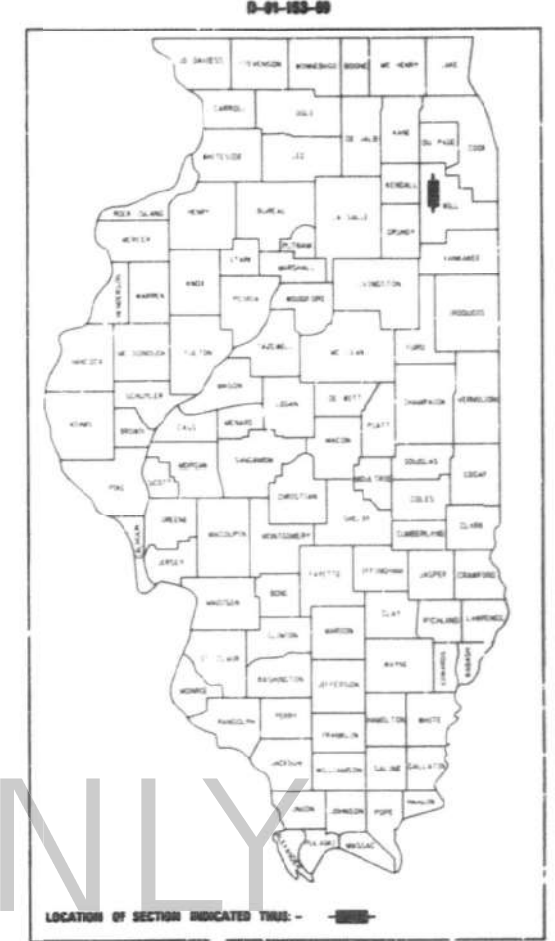 D-91-153-09
JO DAVIESS STEPHENSON WINNEBAGO BOONE MC HENRY LAKE
CARROLL OGLE DE KALB KANE DU PAGE COOK
WHITESIDE LEE
KENDALL WILL
ROCK ISLAND HENRY BUREAU LA SALLE GRUNDY
MERCER PUTNAM KANKAKEE
STARK MARSHALL
HENDERSON WARREN KNOX PEORIA WOODFORD LIVINGSTON IROQUOIS
HANCOCK MC DONOUGH FULTON TAZEWELL MC LEAN FORD
SCHUYLER MASON LOGAN DE WITT CHAMPAIGN VERMILION
ADAMS BROWN CASS MENARD MACON PIATT
MORGAN SANGAMON DOUGLAS EDGAR
PIKE SCOTT CHRISTIAN MOULTRIE COLES
SHELBY
GREENE MACOUPIN MONTGOMERY CUMBERLAND CLARK
CALHOUN JERSEY FAYETTE EFFINGHAM JASPER CRAWFORD
MADISON BOND CLAY
RICHLAND LAWRENCE
CLINTON MARION
ST CLAIR WAYNE EDWARDS WABASH
WASHINGTON JEFFERSON
MONROE
RANDOLPH PERRY HAMILTON WHITE
FRANKLIN
JACKSON WILLIAMSON SALINE GALLATIN
UNION JOHNSON POPE HARDIN
ALEXANDER PULASKI MASSAC
NLY
LOCATION OF SECTION INDICATED THUS: -